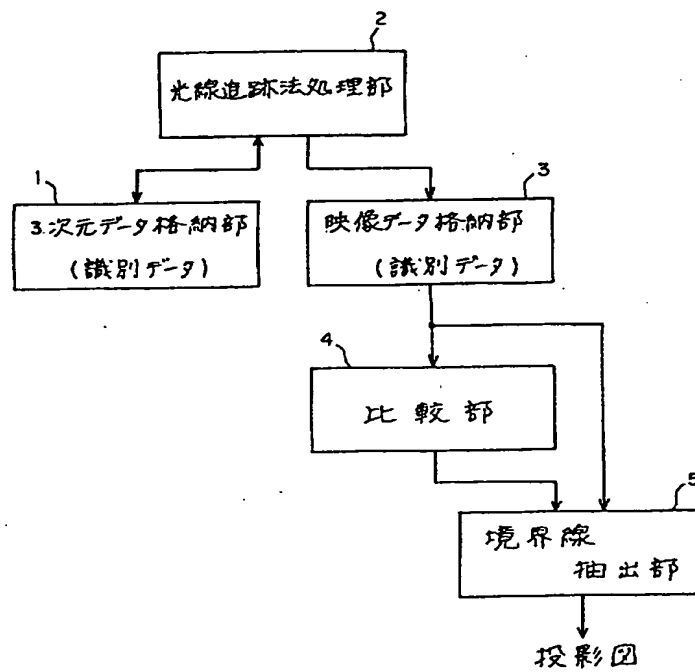 2
光線追跡法処理部
1
3次元データ格納部
(識別データ)
3
映像データ格納部
(識別データ)
4
比較部
5
境界線
抽出部
投影図